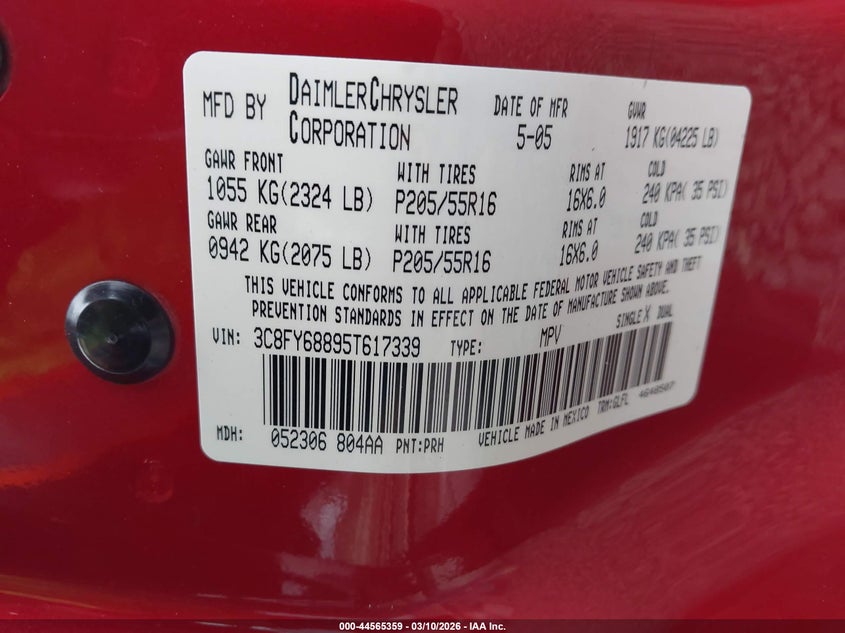 MFD BY DAIMLERCHRYSLER CORPORATION DATE OF MFR 5-05 GVWR 1917 KG(04225 LB)
GAWR FRONT WITH TIRES RIMS AT COLD
1055 KG(2324 LB) P205/55R16 16X6.0 240 KPA( 35 PSI)
GAWR REAR WITH TIRES RIMS AT COLD
0942 KG(2075 LB) P205/55R16 16X6.0 240 KPA( 35 PSI)
THIS VEHICLE CONFORMS TO ALL APPLICABLE FEDERAL MOTOR VEHICLE SAFETY AND THEFT
PREVENTION STANDARDS IN EFFECT ON THE DATE OF MANUFACTURE SHOWN ABOVE.
VIN: 3C8FY68895T617339 TYPE: MPV SINGLE X DUAL
MDH: 052306 804AA PNT:PRH VEHICLE MADE IN MEXICO TRM:GLFL 4648507
000-44565359 - 03/10/2026 - IAA Inc.